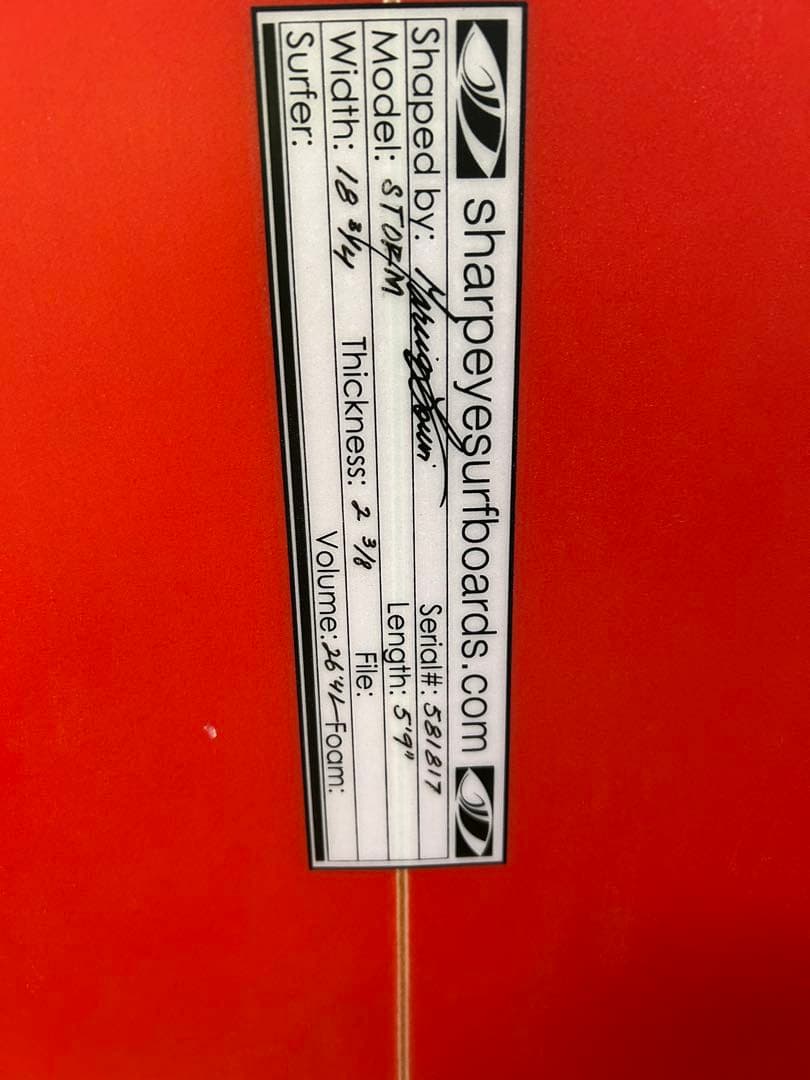 sharpeyesurfboards.com
Shaped by: Serial#: 581817
Model: STORM Length: 5'9"
Width: 18 3/4 Thickness: 2 3/8 File:
Surfer: Volume: 26'4L Foam: